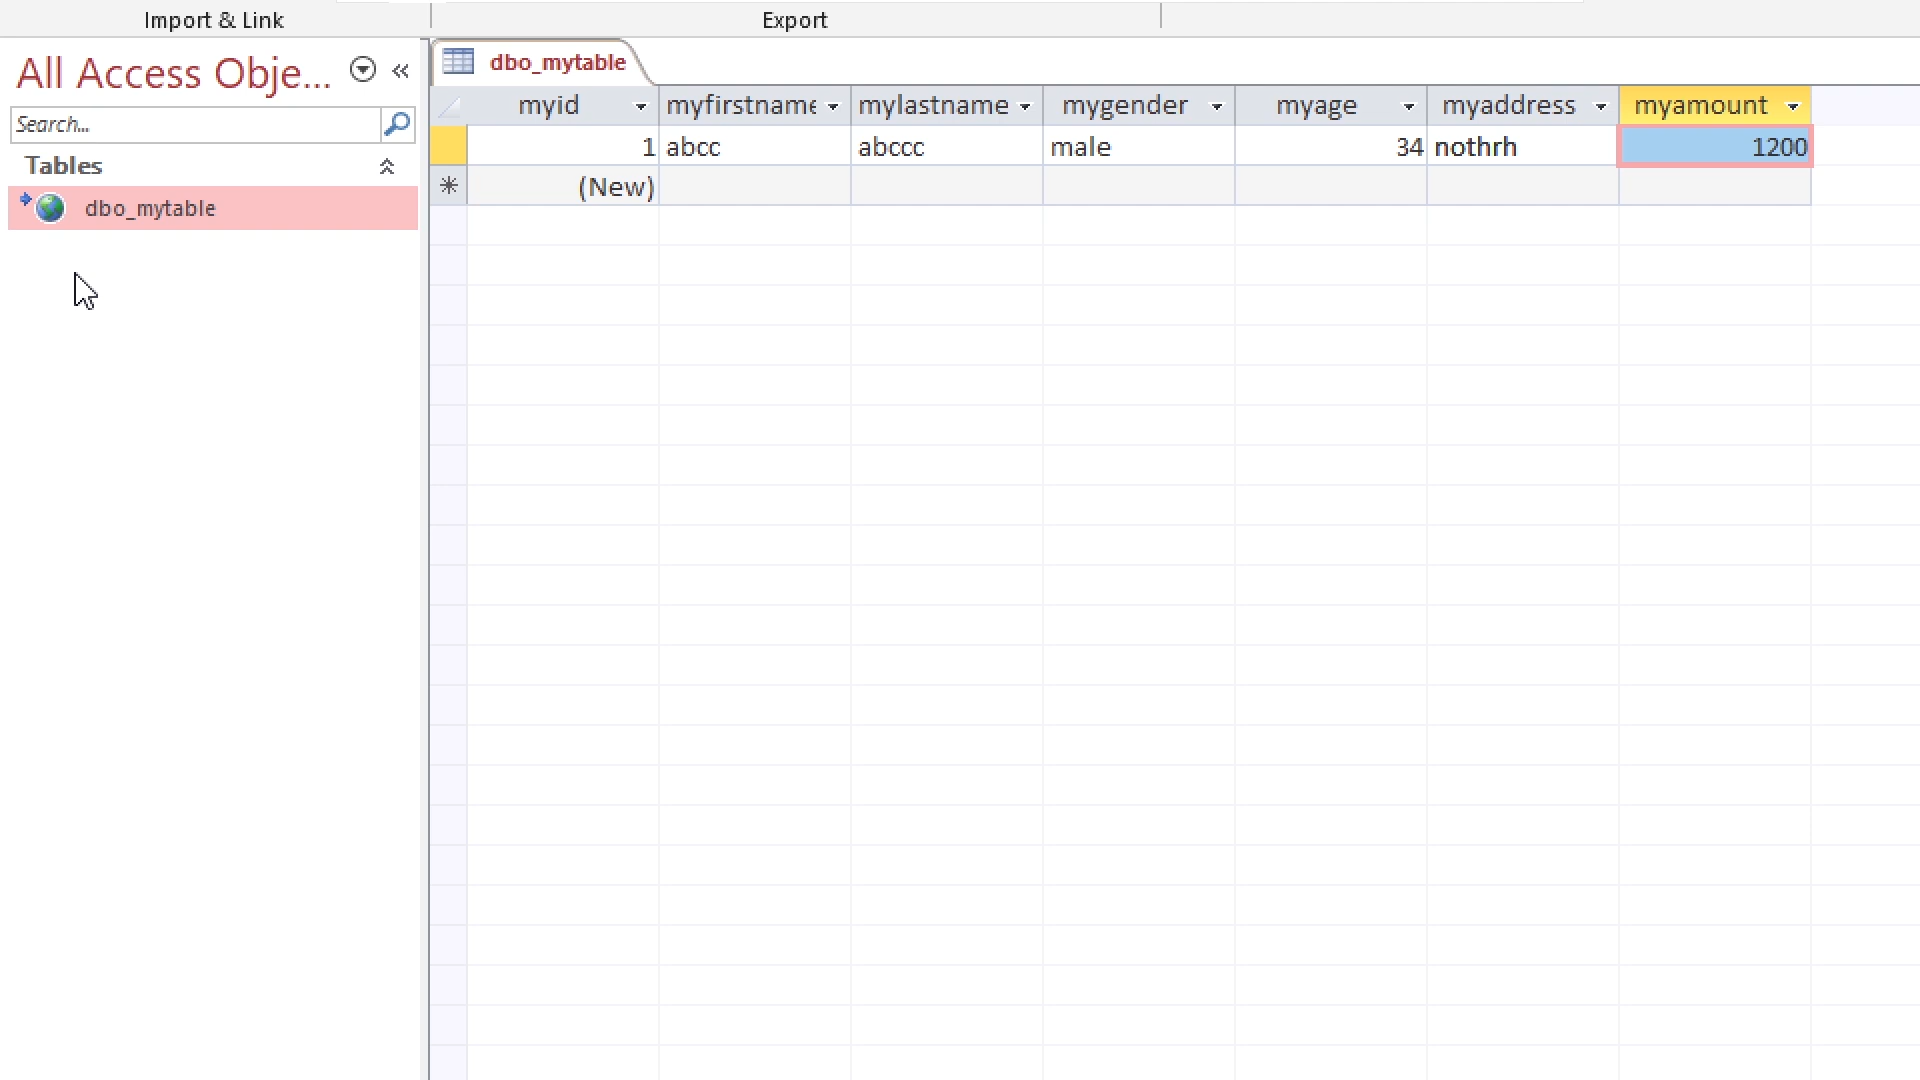 Import & Link Export
All Access Obje...
Search...
Tables
dbo_mytable
dbo_mytable
myid myfirstname mylastname mygender myage myaddress myamount
1 abcc abccc male 34 nothrh 1200
(New)